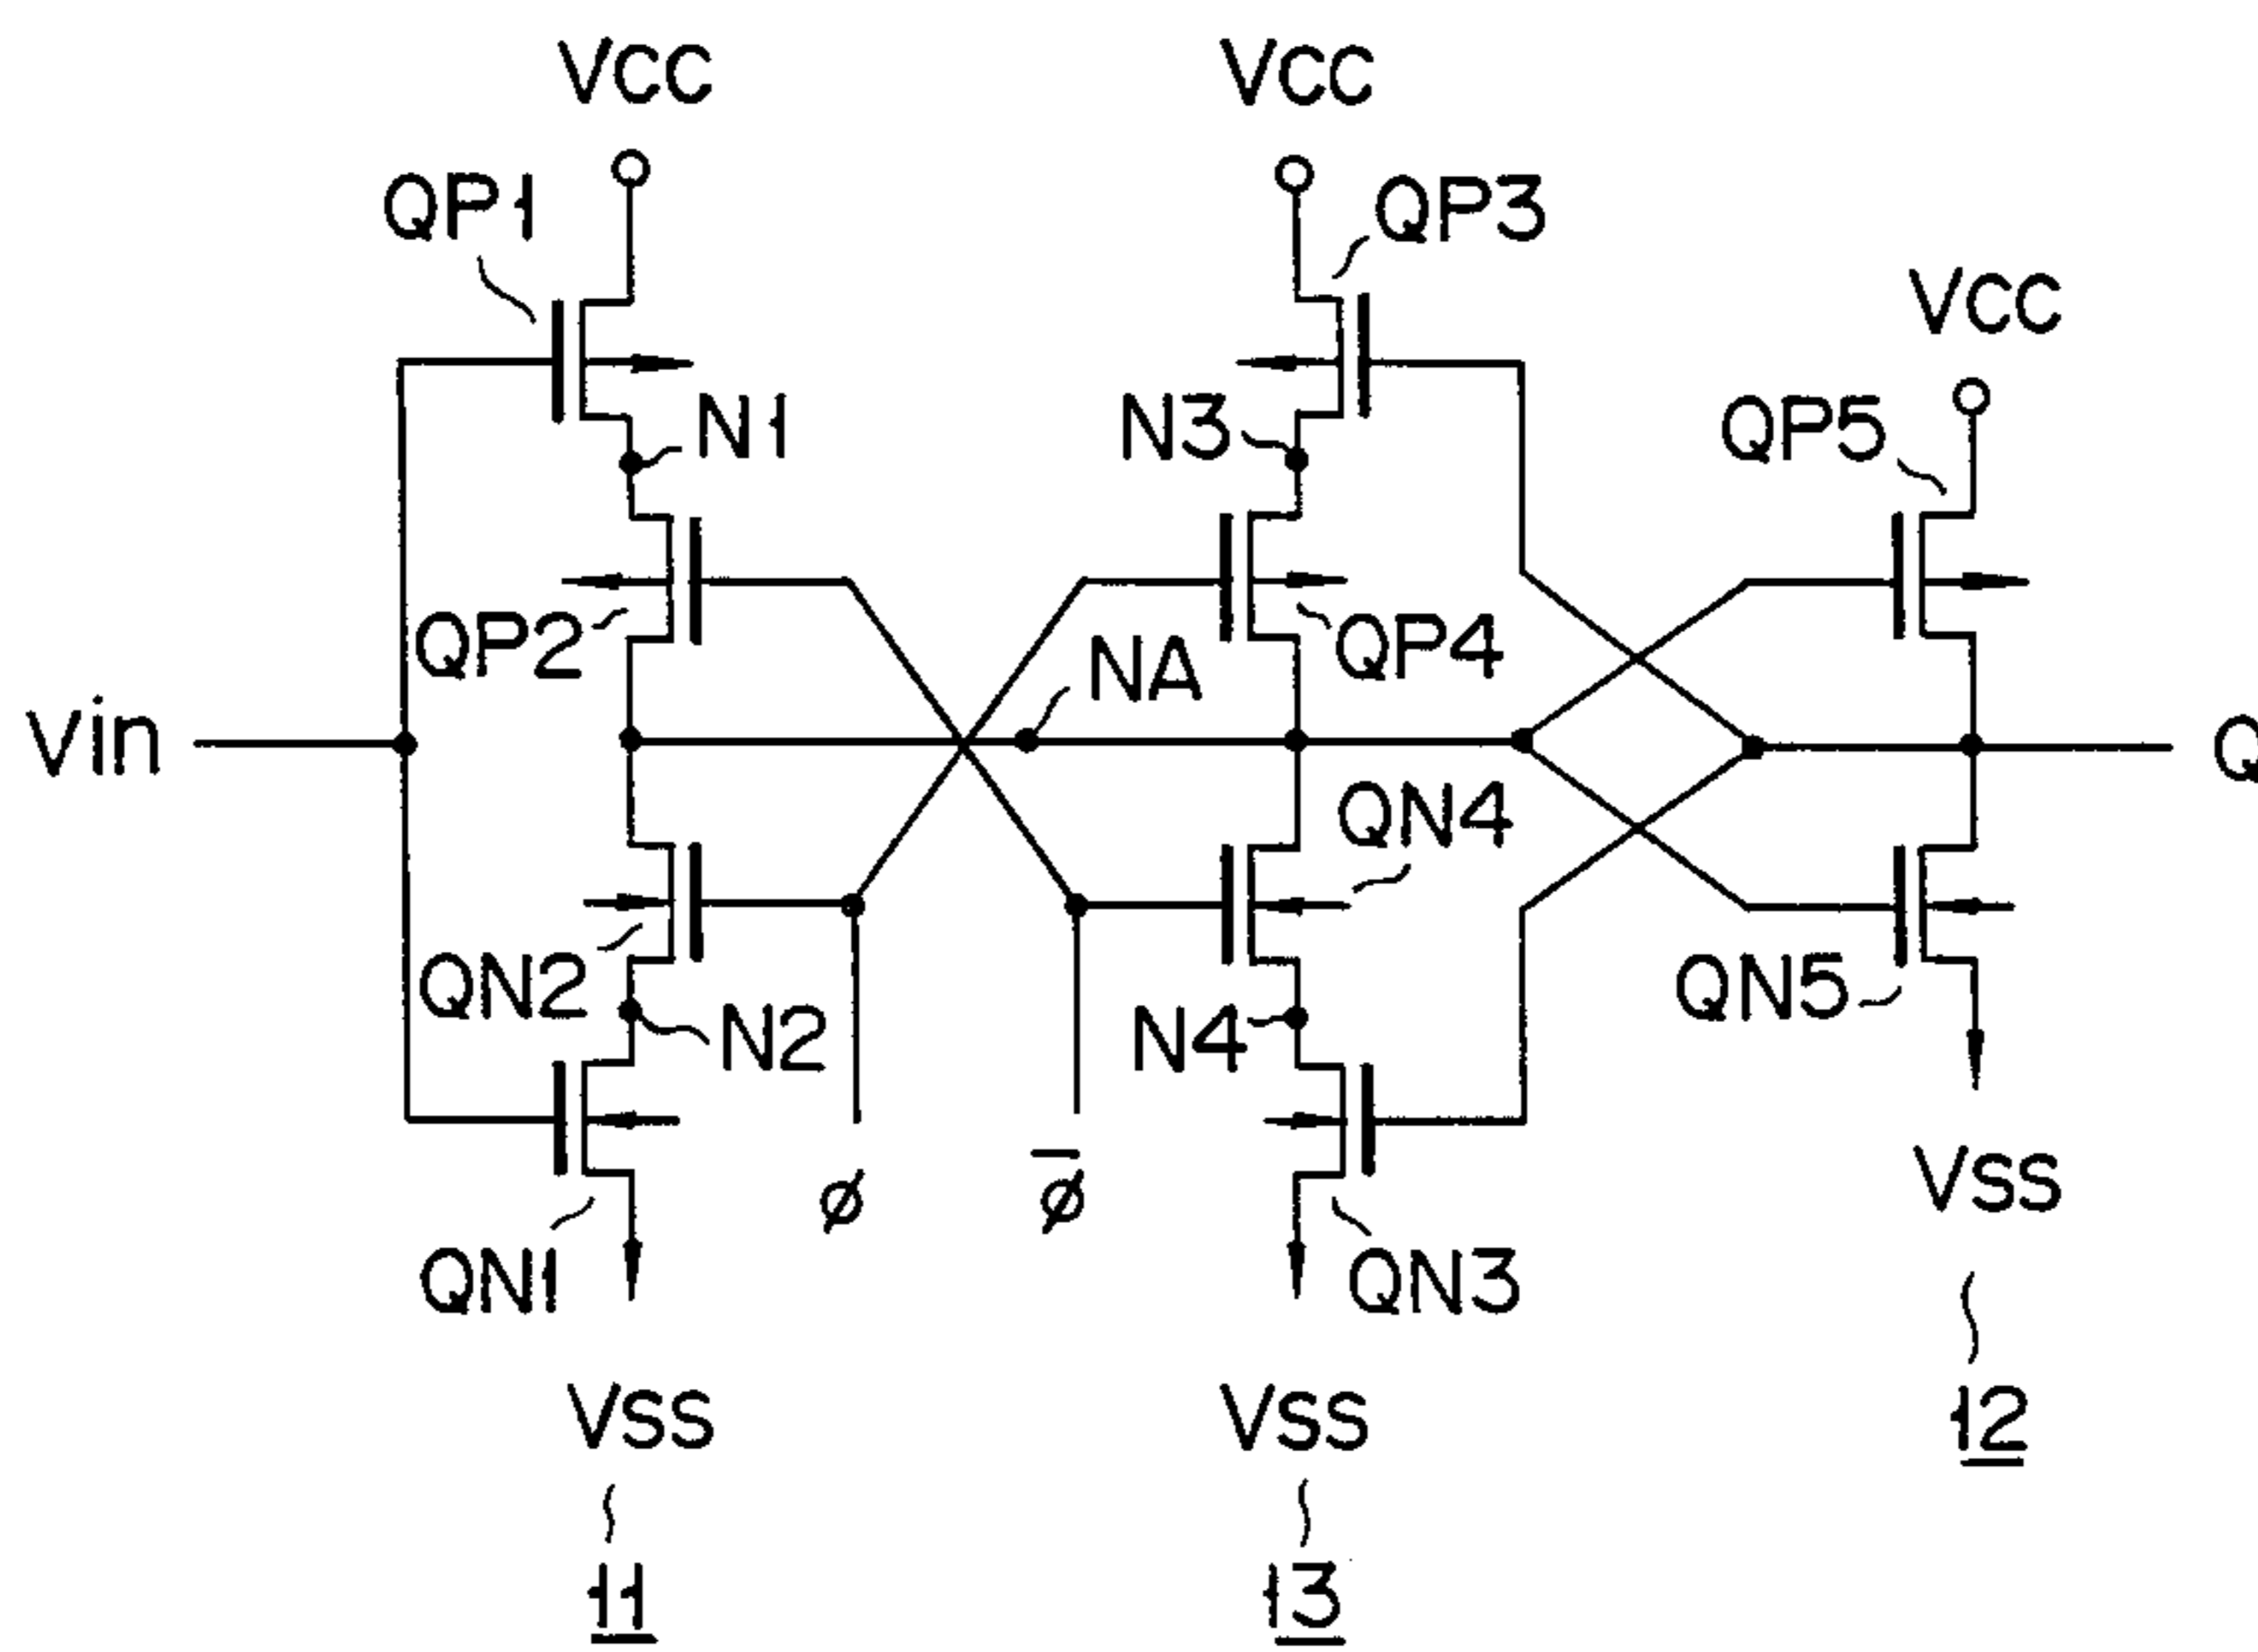 VCC
VCC
QP1
QP3
VCC
N1
N3
QP5
QP2
NA
QP4
Vin
Q
QN4
QN2
N2
N4
QN5
ø
ø̅
VSS
QN1
QN3
VSS
VSS
12
11
13